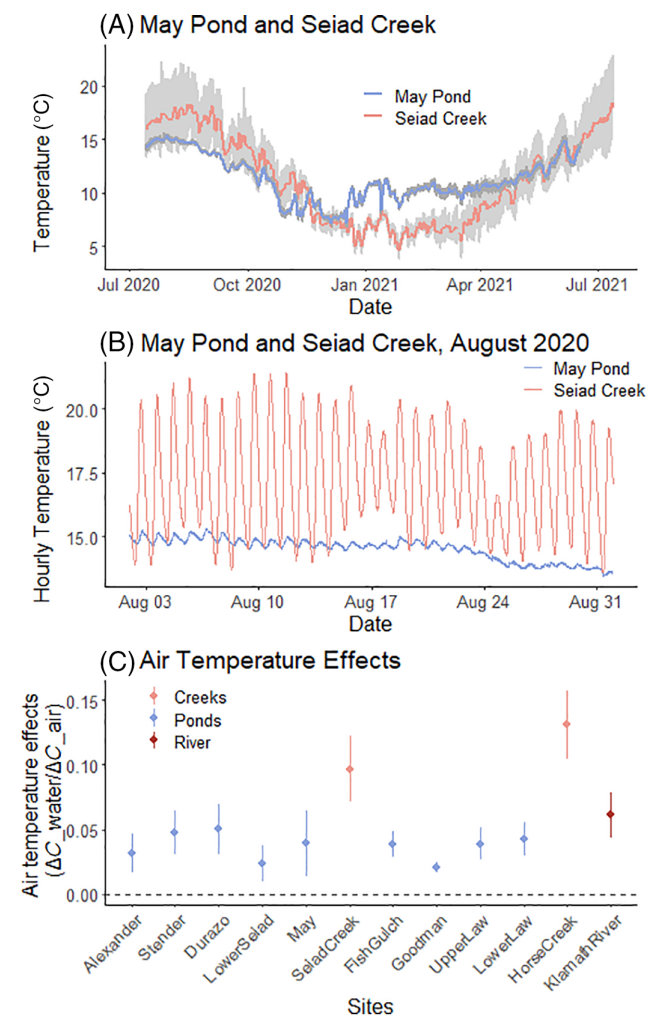 (A) May Pond and Seiad Creek
Temperature (°C)
20
15
10
5
May Pond
Seiad Creek
Jul 2020 Oct 2020 Jan 2021 Apr 2021 Jul 2021
Date
(B) May Pond and Seiad Creek, August 2020
Hourly Temperature (°C)
May Pond
Seiad Creek
20.0
17.5
15.0
Aug 03 Aug 10 Aug 17 Aug 24 Aug 31
Date
(C) Air Temperature Effects
Air temperature effects
(ΔC_water/ΔC_air)
0.15
0.10
0.05
0.00
Creeks
Ponds
River
Alexander Stender Durazo LowerSeiad May SeiadCreek FishGulch Goodman UpperLaw LowerLaw HorseCreek KlamathRiver
Sites